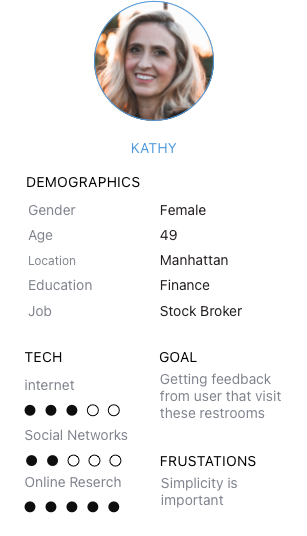 KATHY
DEMOGRAPHICS
Gender Female
Age 49
Location Manhattan
Education Finance
Job Stock Broker
TECH
internet
Social Networks
Online Reserch
GOAL
Getting feedback
from user that visit
these restrooms
FRUSTATIONS
Simplicity is
important